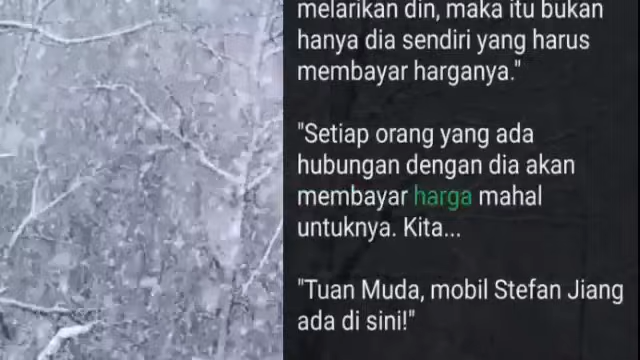 melarikan din, maka itu bukan
hanya dia sendiri yang harus
membayar harganya."
"Setiap orang yang ada
hubungan dengan dia akan
membayar harga mahal
untuknya. Kita...
"Tuan Muda, mobil Stefan Jiang
ada di sini!"